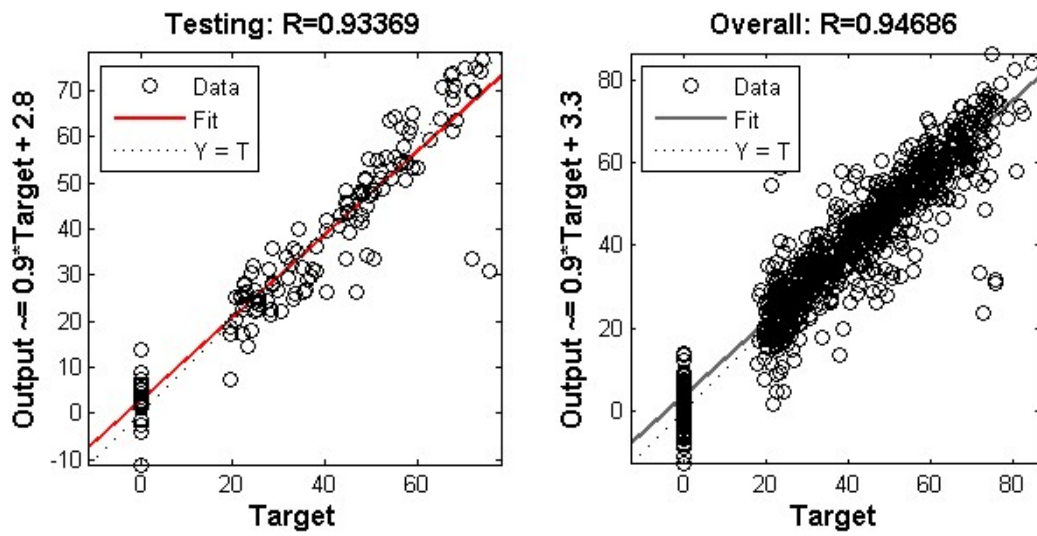 Testing: R=0.93369
Output ~= 0.9*Target + 2.8
70
60
50
40
30
20
10
0
-10
Data
Fit
Y = T
0
20
40
60
Target
Overall: R=0.94686
Output ~= 0.9*Target + 3.3
80
60
40
20
0
Data
Fit
Y = T
0
20
40
60
80
Target